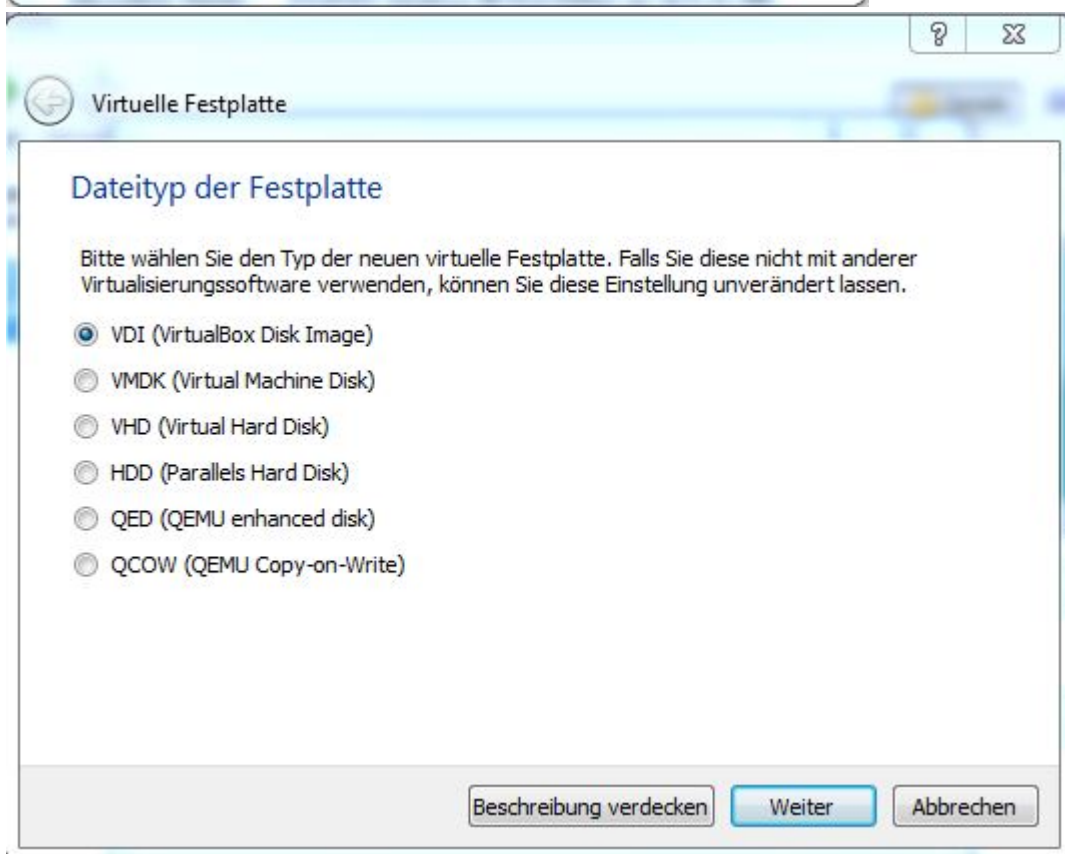 Virtuelle Festplatte
Dateityp der Festplatte
Bitte wählen Sie den Typ der neuen virtuelle Festplatte. Falls Sie diese nicht mit anderer
Virtualisierungssoftware verwenden, können Sie diese Einstellung unverändert lassen.
VDI (VirtualBox Disk Image)
VMDK (Virtual Machine Disk)
VHD (Virtual Hard Disk)
HDD (Parallels Hard Disk)
QED (QEMU enhanced disk)
QCOW (QEMU Copy-on-Write)
Beschreibung verdecken Weiter Abbrechen